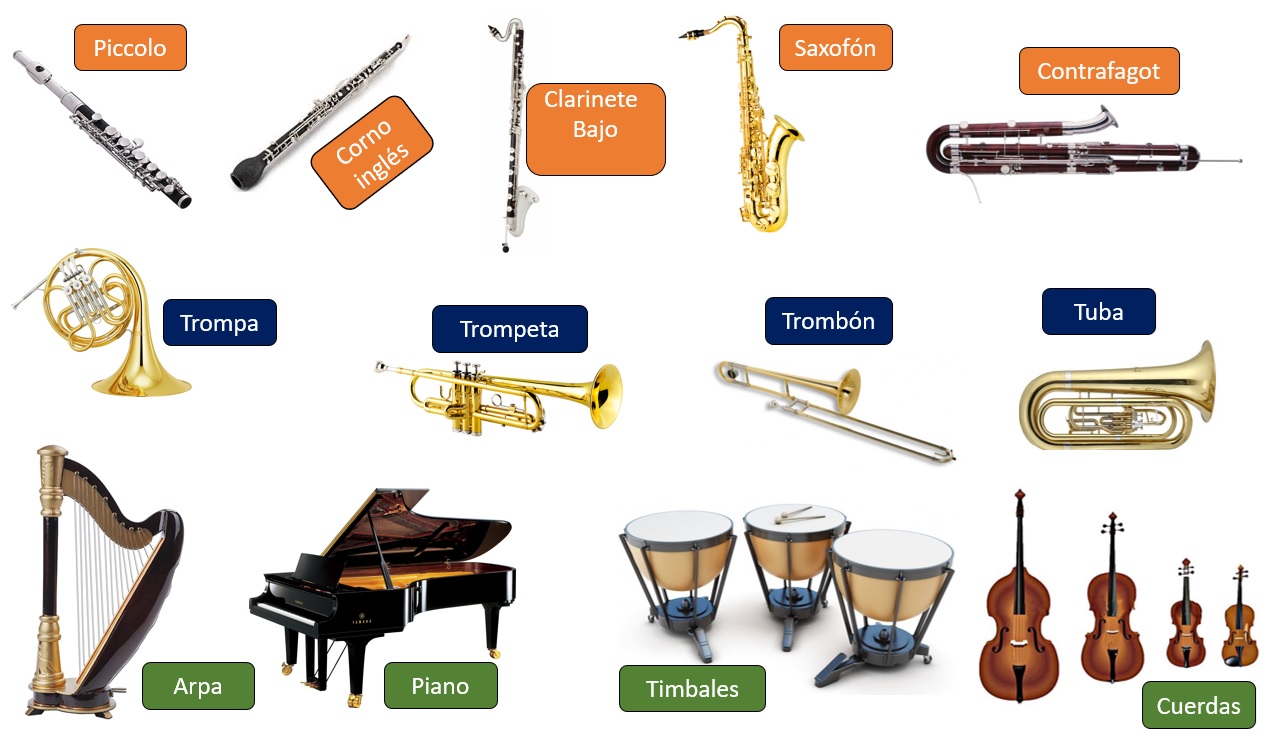 Piccolo
Corno
inglés
Clarinete
Bajo
Saxofón
Contrafagot
Trompa
Trompeta
Trombón
Tuba
Arpa
YAMAHA
Piano
Timbales
Cuerdas